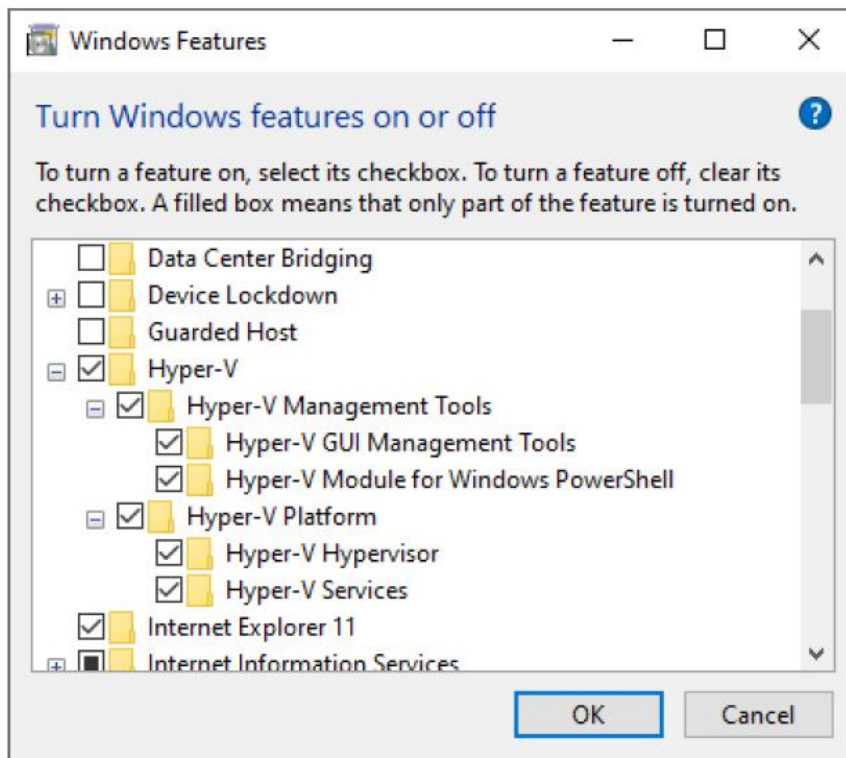 Windows Features
Turn Windows features on or off
?
To turn a feature on, select its checkbox. To turn a feature off, clear its
checkbox. A filled box means that only part of the feature is turned on.
Data Center Bridging
Device Lockdown
Guarded Host
Hyper-V
Hyper-V Management Tools
Hyper-V GUI Management Tools
Hyper-V Module for Windows PowerShell
Hyper-V Platform
Hyper-V Hypervisor
Hyper-V Services
Internet Explorer 11
Internet Information Services
OK Cancel